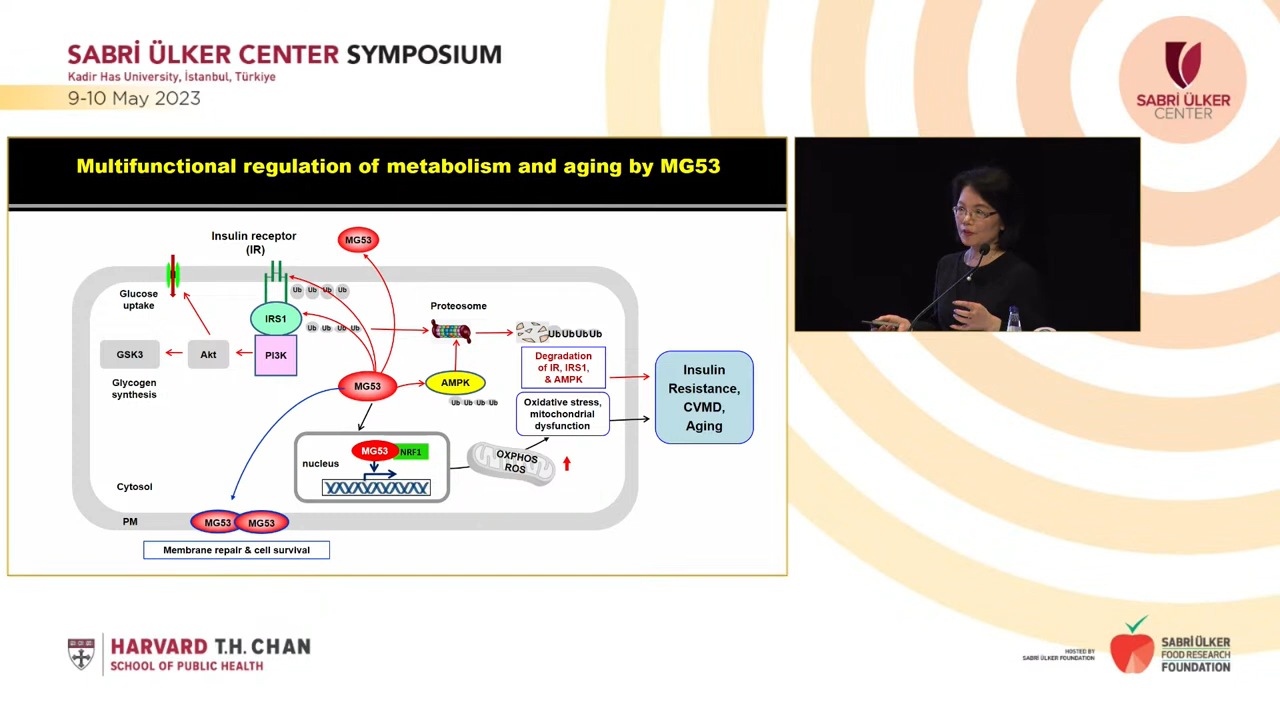 SABRİ ÜLKER CENTER SYMPOSIUM
Kadir Has University, İstanbul, Türkiye
9-10 May 2023
SABRİ ÜLKER
CENTER
Multifunctional regulation of metabolism and aging by MG53
Insulin receptor
(IR)
MG53
Glucose
uptake
Ub Ub Ub Ub
IRS1
Ub Ub Ub Ub
Proteosome
UbUbUbUb
GSK3
Akt
PI3K
Glycogen
synthesis
MG53
AMPK
Ub Ub Ub Ub
Degradation
of IR, IRS1,
& AMPK
Oxidative stress,
mitochondrial
dysfunction
Insulin
Resistance,
CVMD,
Aging
nucleus
MG53
NRF1
OXPHOS
ROS
Cytosol
PM
MG53
MG53
Membrane repair & cell survival
HARVARD T.H. CHAN
SCHOOL OF PUBLIC HEALTH
HOSTED BY
SABRİ ÜLKER FOUNDATION
SABRİ ÜLKER
FOOD RESEARCH
FOUNDATION